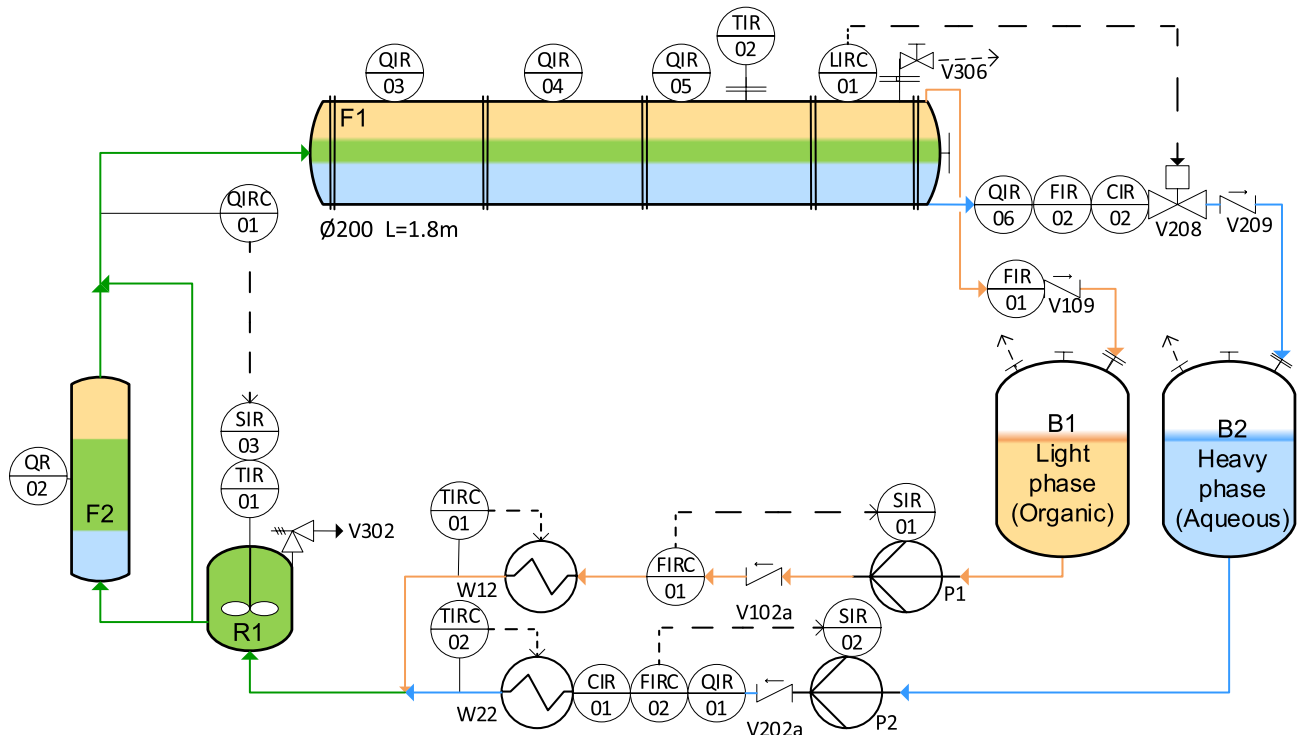 TIR
02
QIR
03
QIR
04
QIR
05
LIRC
01
V306
F1
Ø200 L=1.8m
QIRC
01
QIR
06
FIR
02
CIR
02
V208
V209
FIR
01
V109
SIR
03
TIR
01
QR
02
F2
V302
R1
B1
Light
phase
(Organic)
B2
Heavy
phase
(Aqueous)
TIRC
01
W12
FIRC
01
V102a
SIR
01
P1
TIRC
02
W22
CIR
01
FIRC
02
QIR
01
V202a
SIR
02
P2